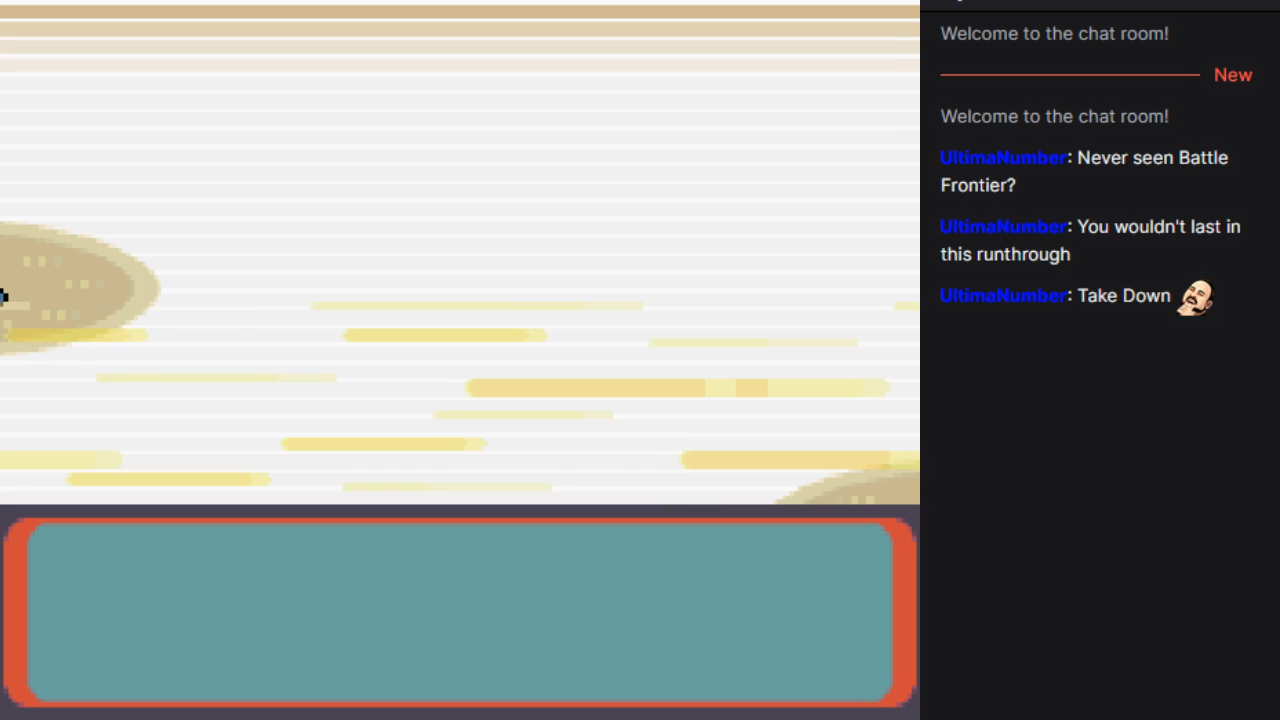 Welcome to the chat room!
New
Welcome to the chat room!
UltimaNumber: Never seen Battle
Frontier?
UltimaNumber: You wouldn't last in
this runthrough
UltimaNumber: Take Down